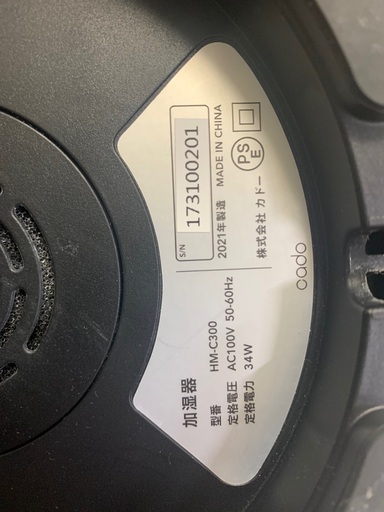 加湿器
型番 HM-C300
定格電圧 AC100V 50-60Hz
定格電力 34W
S/N 173100201
2021年製造 MADE IN CHINA
株式会社 カドー
PSE
cado